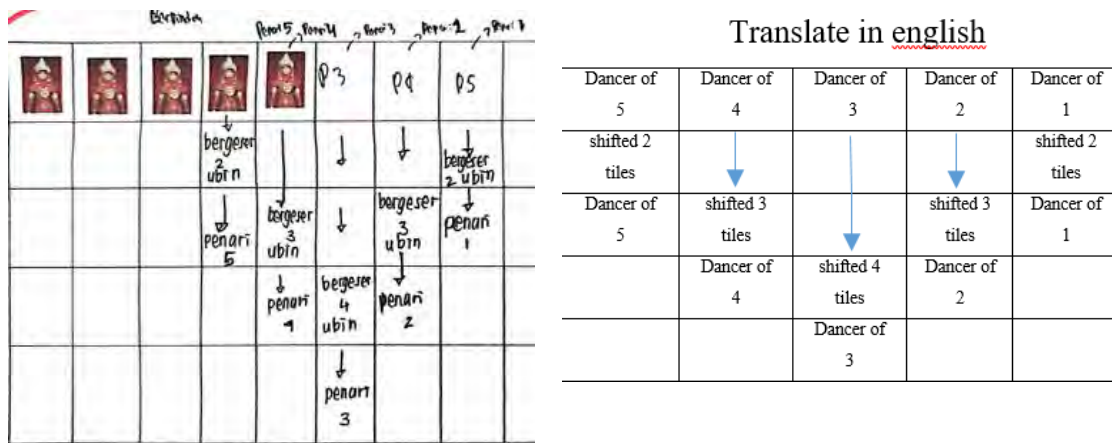 Berpindah
Penari 5, Penari 4, Penari 3, Penari 2, Penari 1
P3
P4
P5
bergeser
2
ubin
bergeser
2 ubin
penari
5
bergeser
3
ubin
bergeser
3
ubin
penari
1
penari
4
bergeser
4
ubin
penari
2
penari
3
Translate in english
Dancer of
5
Dancer of
4
Dancer of
3
Dancer of
2
Dancer of
1
shifted 2
tiles
shifted 2
tiles
Dancer of
5
shifted 3
tiles
shifted 3
tiles
Dancer of
1
Dancer of
4
shifted 4
tiles
Dancer of
2
Dancer of
3